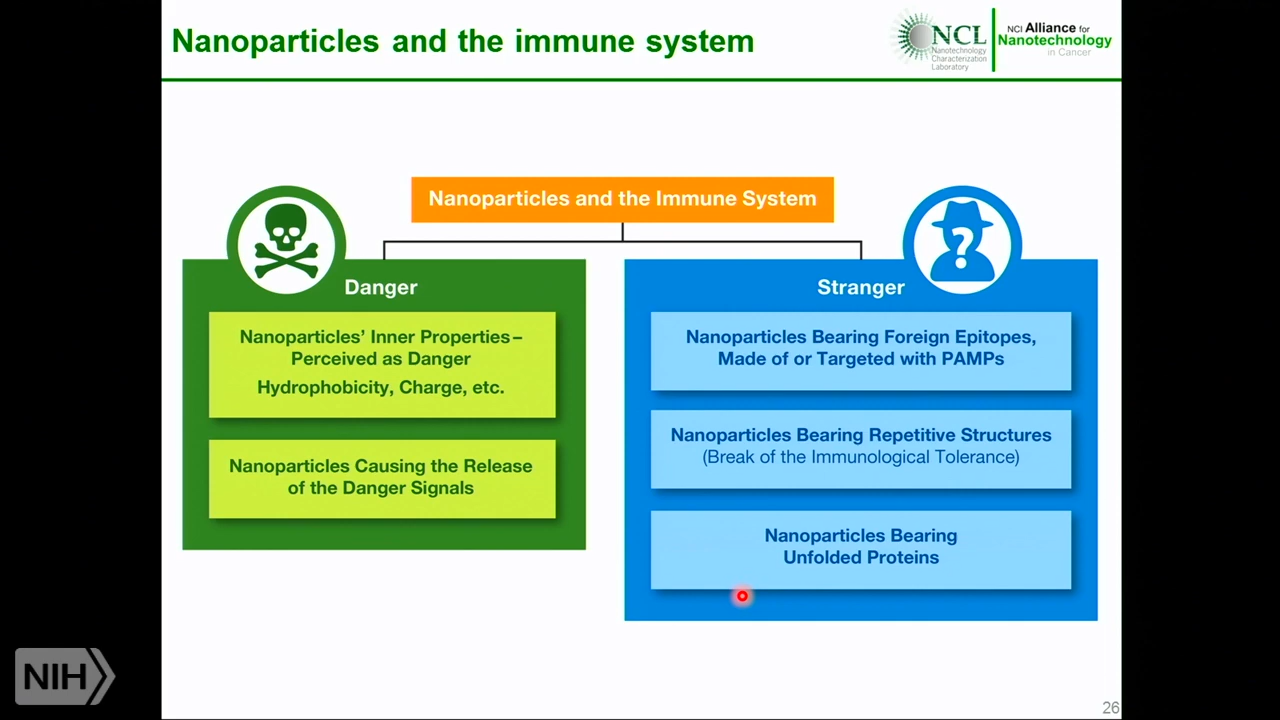 Nanoparticles and the immune system
NCL
Nanotechnology
Characterization
Laboratory
NCI Alliance for
Nanotechnology
in Cancer
Nanoparticles and the Immune System
Danger
Nanoparticles’ Inner Properties–
Perceived as Danger
Hydrophobicity, Charge, etc.
Nanoparticles Causing the Release
of the Danger Signals
?
Stranger
Nanoparticles Bearing Foreign Epitopes,
Made of or Targeted with PAMPs
Nanoparticles Bearing Repetitive Structures
(Break of the Immunological Tolerance)
Nanoparticles Bearing
Unfolded Proteins
NIH
26